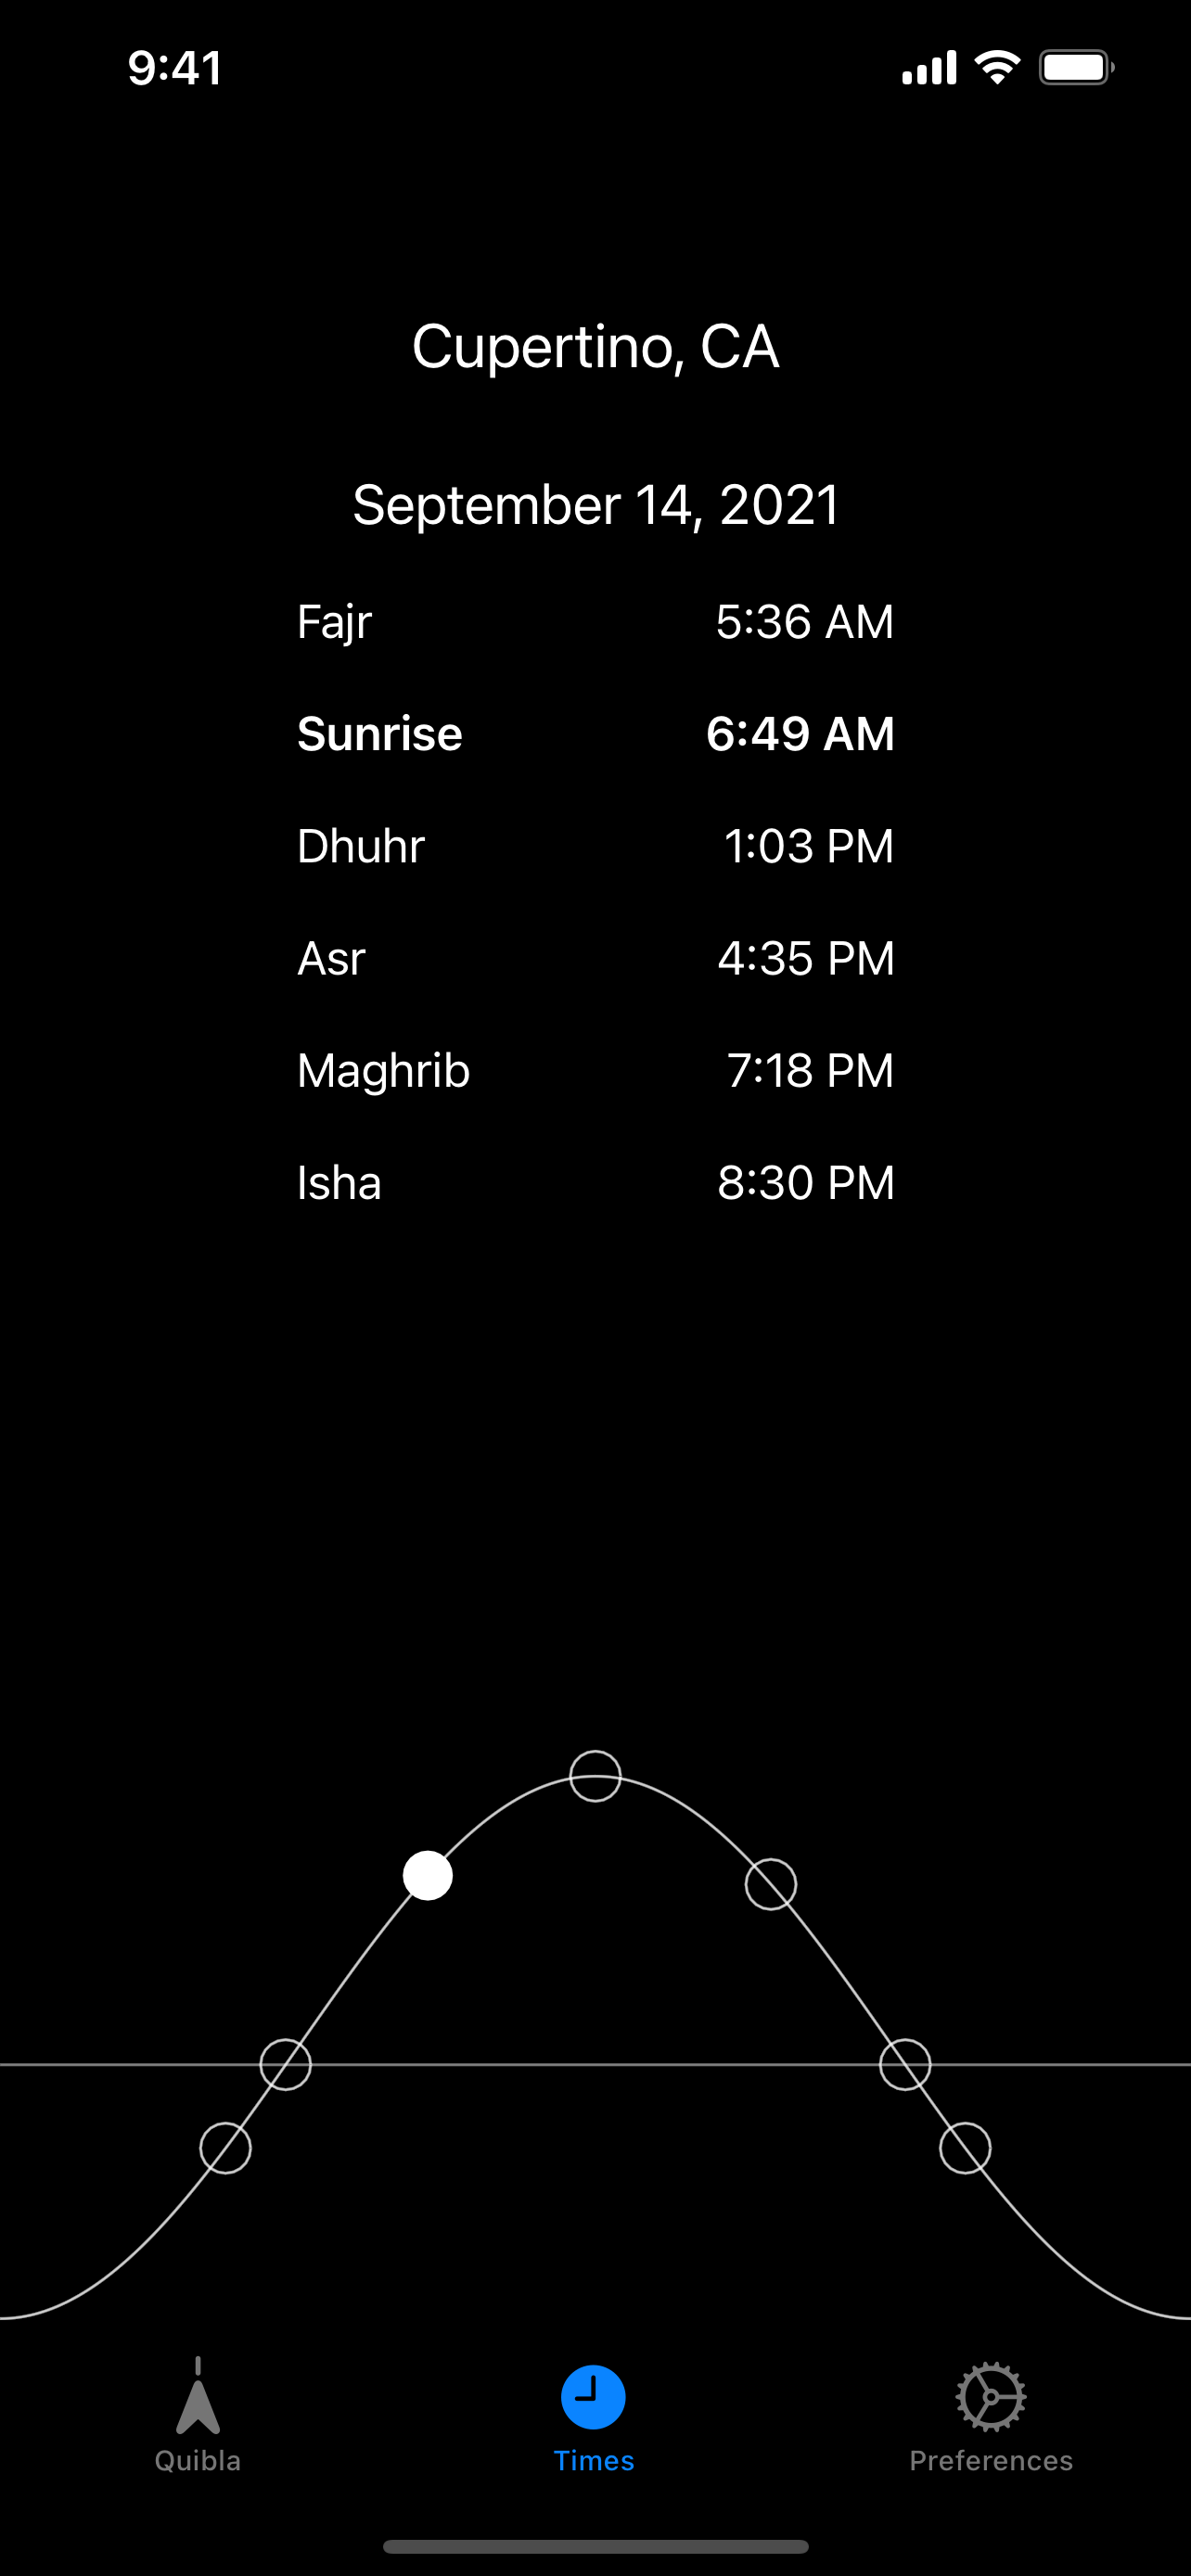 9:41
Cupertino, CA
September 14, 2021
Fajr 5:36 AM
Sunrise 6:49 AM
Dhuhr 1:03 PM
Asr 4:35 PM
Maghrib 7:18 PM
Isha 8:30 PM
Quibla Times Preferences